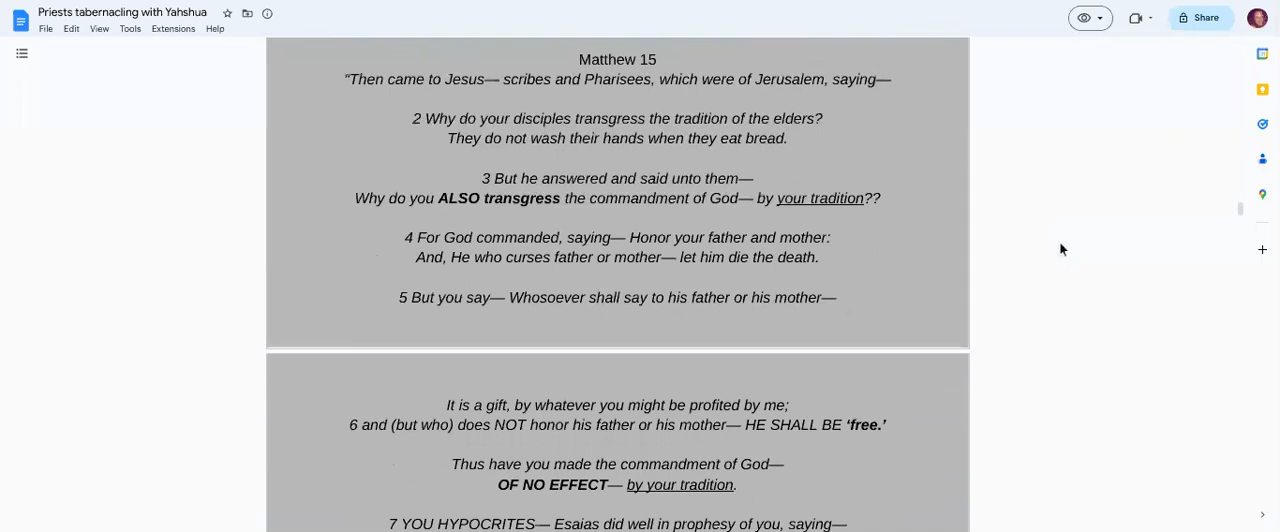 Priests tabernacling with Yahshua
File Edit View Tools Extensions Help
Share
Matthew 15
"Then came to Jesus— scribes and Pharisees, which were of Jerusalem, saying—
2 Why do your disciples transgress the tradition of the elders?
They do not wash their hands when they eat bread.
3 But he answered and said unto them—
Why do you ALSO transgress the commandment of God— by your tradition??
4 For God commanded, saying— Honor your father and mother:
And, He who curses father or mother— let him die the death.
5 But you say— Whosoever shall say to his father or his mother—
It is a gift, by whatever you might be profited by me;
6 and (but who) does NOT honor his father or his mother— HE SHALL BE 'free.'
Thus have you made the commandment of God—
OF NO EFFECT— by your tradition.
7 YOU HYPOCRITES— Esaias did well in prophesy of you, saying—